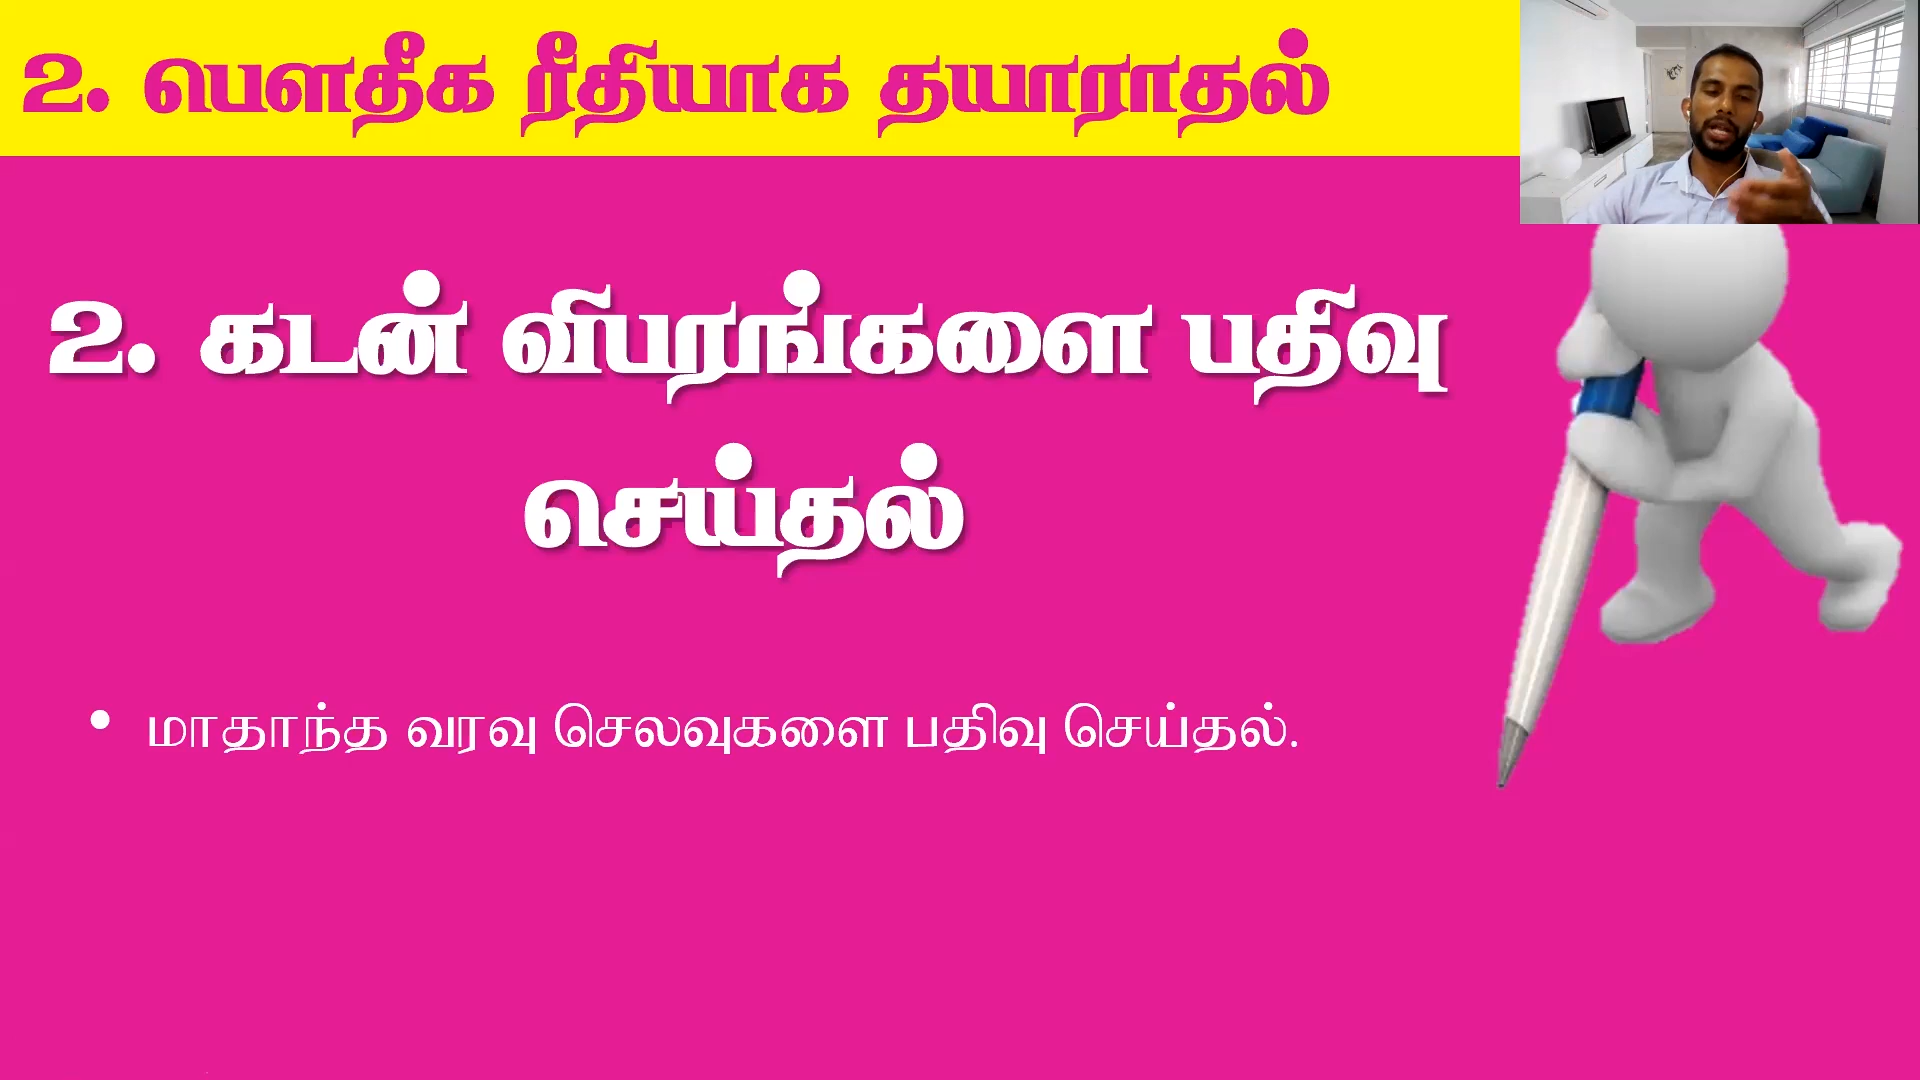 2. பௌதீக ரீதியாக தயாராதல்
2. கடன் விபரங்களை பதிவு
செய்தல்
• மாதாந்த வரவு செலவுகளை பதிவு செய்தல்.